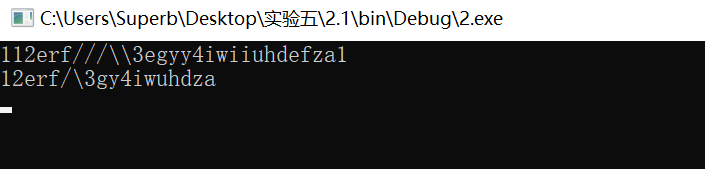 C:\Users\Superb\Desktop\实验五\2.1\bin\Debug\2.exe
112erf///\\3egyy4iwiiuhdefza1
12erf/\3gy4iwuhdza